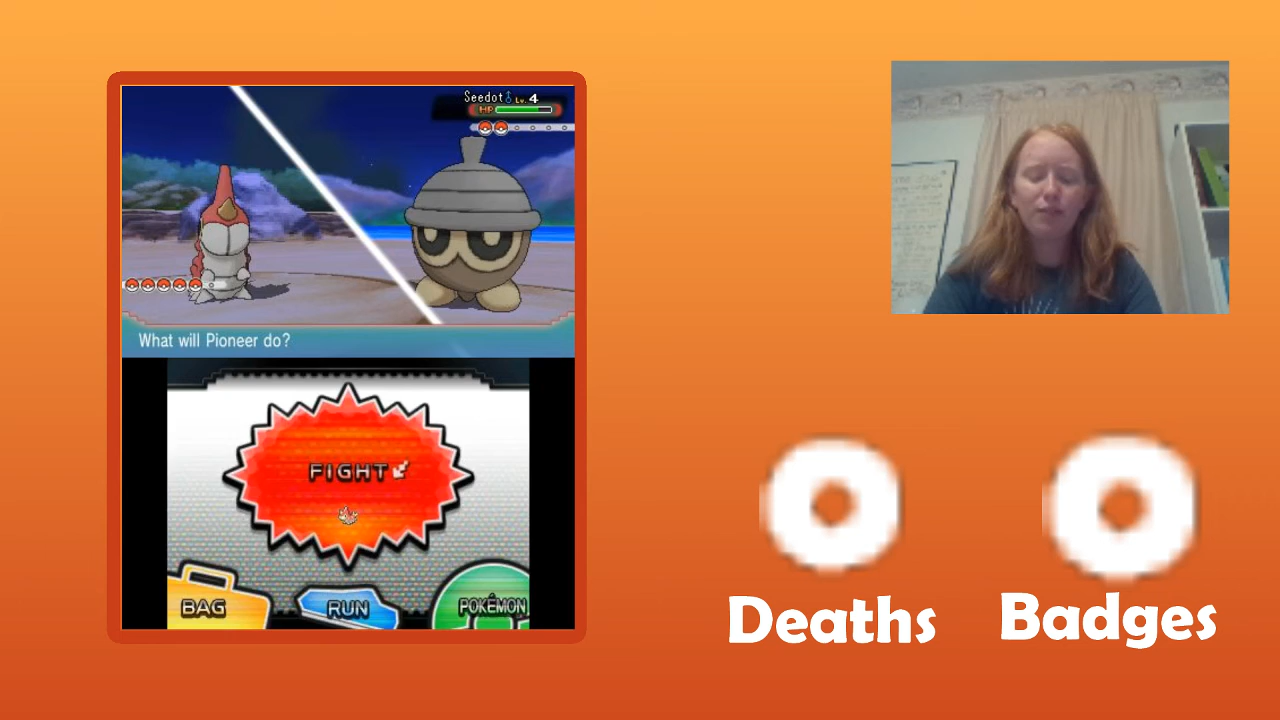 Seedot♂ Lv. 4
HP
What will Pioneer do?
FIGHT
BAG
RUN
POKÉMON
0
0
Deaths
Badges